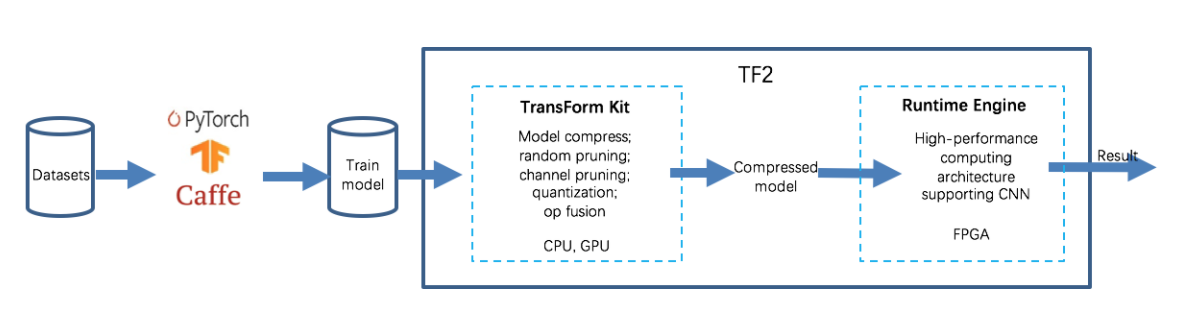 TF2
Datasets
PyTorch
TF
Caffe
Train
model
TransForm Kit
Model compress;
random pruning;
channel pruning;
quantization;
op fusion
CPU, GPU
Compressed
model
Runtime Engine
High-performance
computing
architecture
supporting CNN
FPGA
Result